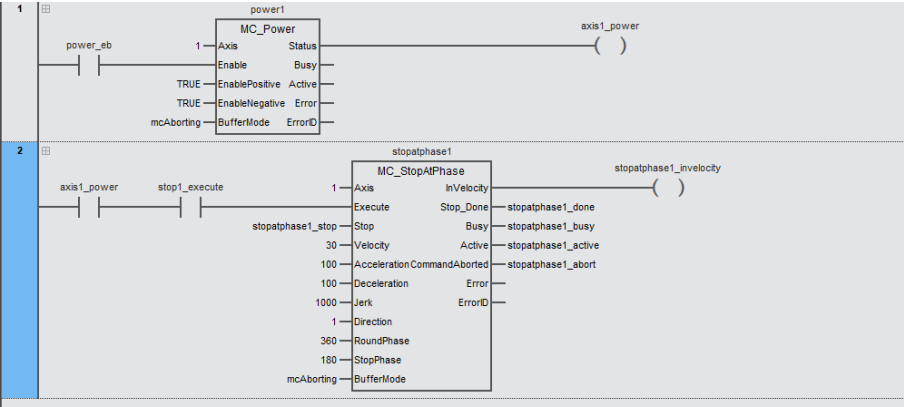 1
power1
MC_Power
axis1_power
power_eb
1 Axis Status
Enable Busy
TRUE EnablePositive Active
TRUE EnableNegative Error
mcAborting BufferMode ErrorID
2
stopatphase1
MC_StopAtPhase
stopatphase1_invelocity
axis1_power stop1_execute 1 Axis InVelocity
Execute Stop_Done stopatphase1_done
stopatphase1_stop Stop Busy stopatphase1_busy
30 Velocity Active stopatphase1_active
100 Acceleration CommandAborted stopatphase1_abort
100 Deceleration Error
1000 Jerk ErrorID
1 Direction
360 RoundPhase
180 StopPhase
mcAborting BufferMode